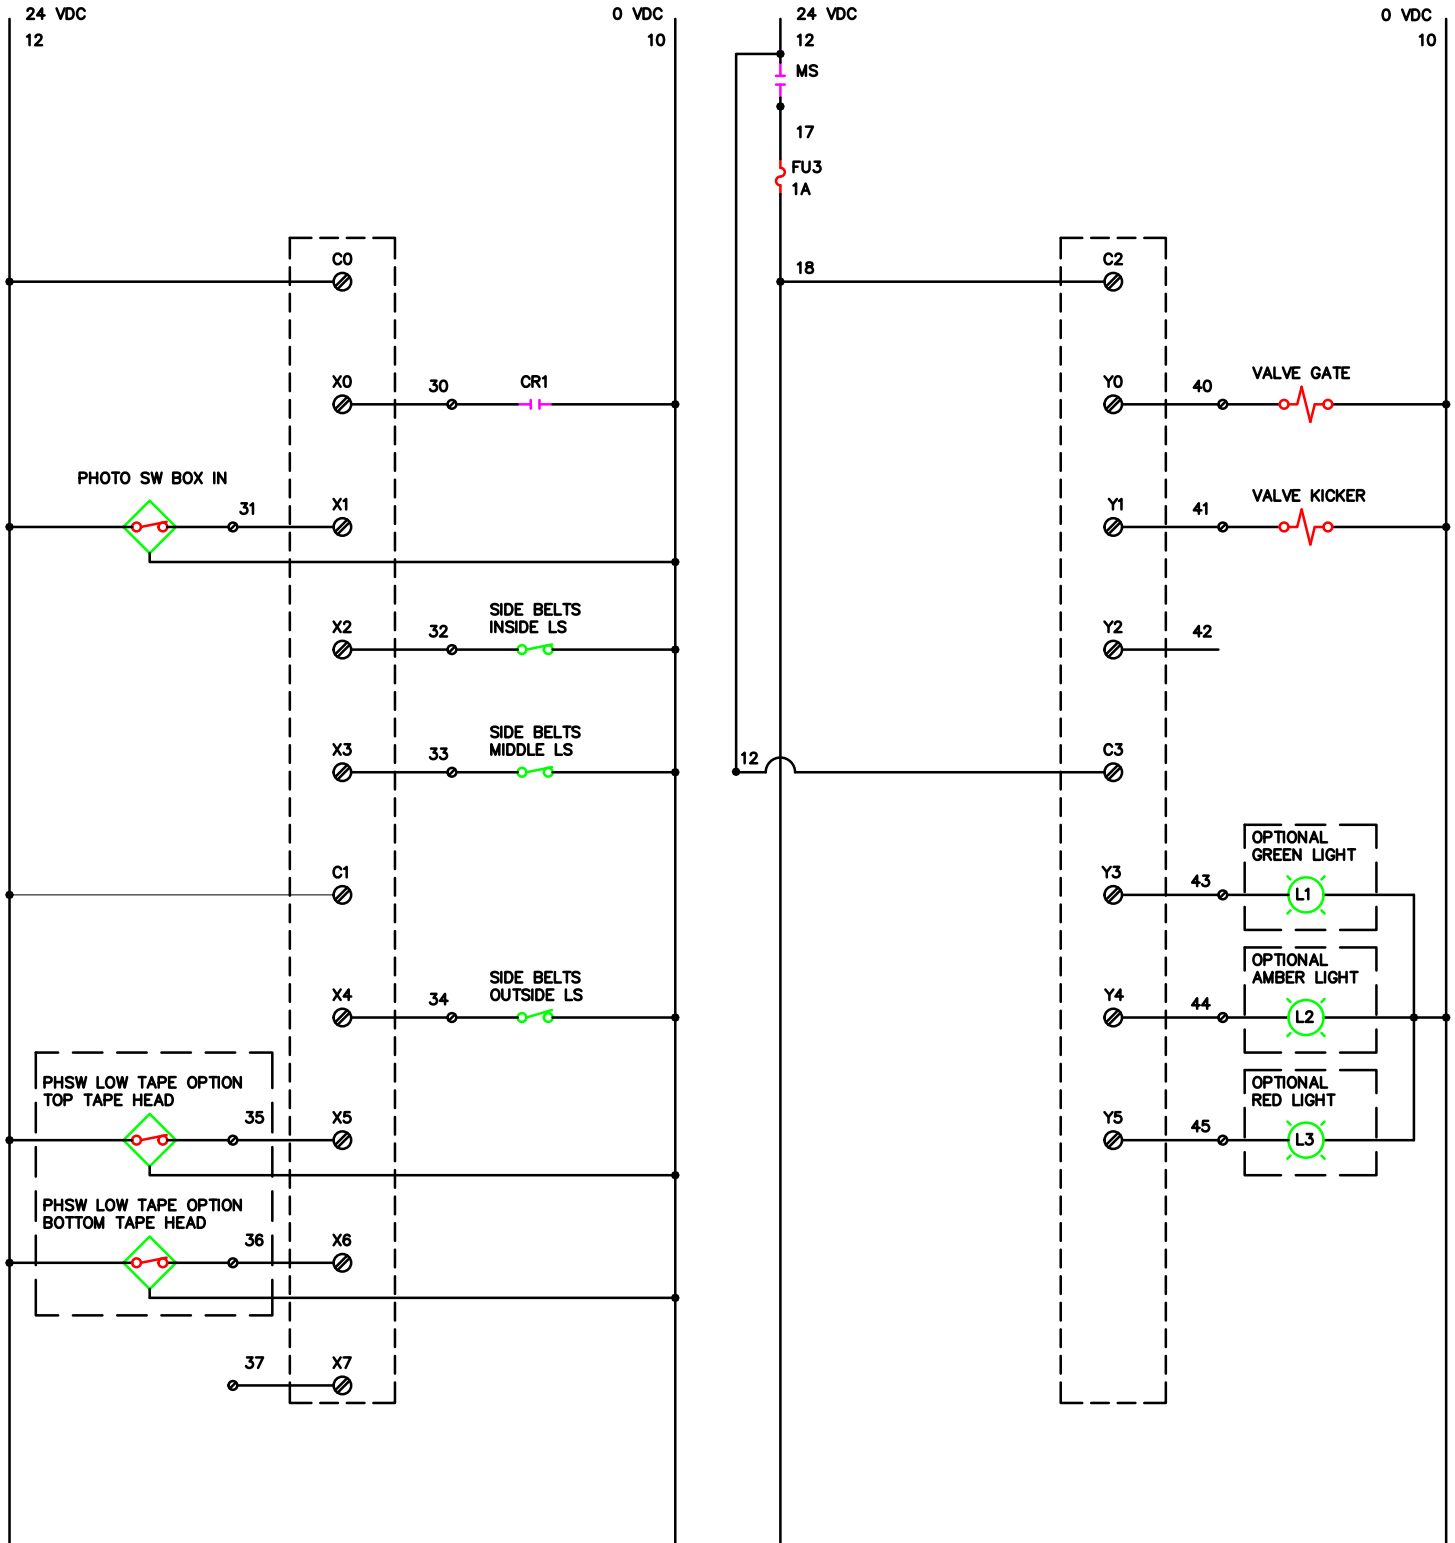 24 VDC
12
0 VDC
10
C0
X0
30
CR1
PHOTO SW BOX IN
31
X1
X2
32
SIDE BELTS
INSIDE LS
X3
33
SIDE BELTS
MIDDLE LS
C1
X4
34
SIDE BELTS
OUTSIDE LS
PHSW LOW TAPE OPTION
TOP TAPE HEAD
35
X5
PHSW LOW TAPE OPTION
BOTTOM TAPE HEAD
36
X6
37
X7
24 VDC
12
0 VDC
10
MS
17
FU3
1A
18
C2
Y0
40
VALVE GATE
Y1
41
VALVE KICKER
Y2
42
12
C3
Y3
43
OPTIONAL
GREEN LIGHT
L1
Y4
44
OPTIONAL
AMBER LIGHT
L2
Y5
45
OPTIONAL
RED LIGHT
L3